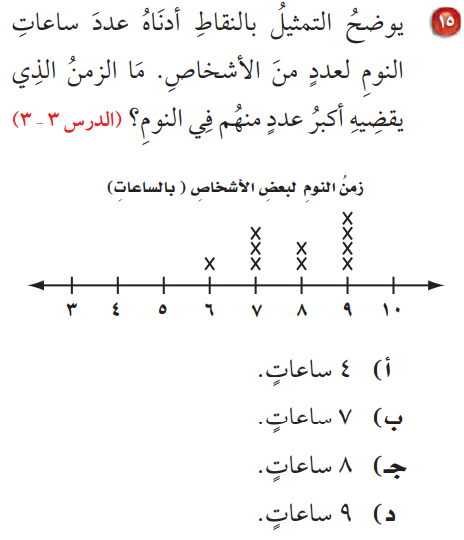 ١٥ يوضحُ التمثيلُ بالنقاطِ أدنَاهُ عددَ ساعاتِ
النومِ لعددٍ منَ الأشخاصِ. مَا الزمنُ الذِي
يقضِيهِ أكبرُ عددٍ منهُم فِي النومِ؟ (الدرس ٣ - ٣)
زمنُ النومِ لبعضِ الأشخاصِ ( بالساعاتِ)
٣ ٤ ٥ ٦ ٧ ٨ ٩ ١٠
أ) ٤ ساعاتٍ.
ب) ٧ ساعاتٍ.
جـ) ٨ ساعاتٍ.
د) ٩ ساعاتٍ.